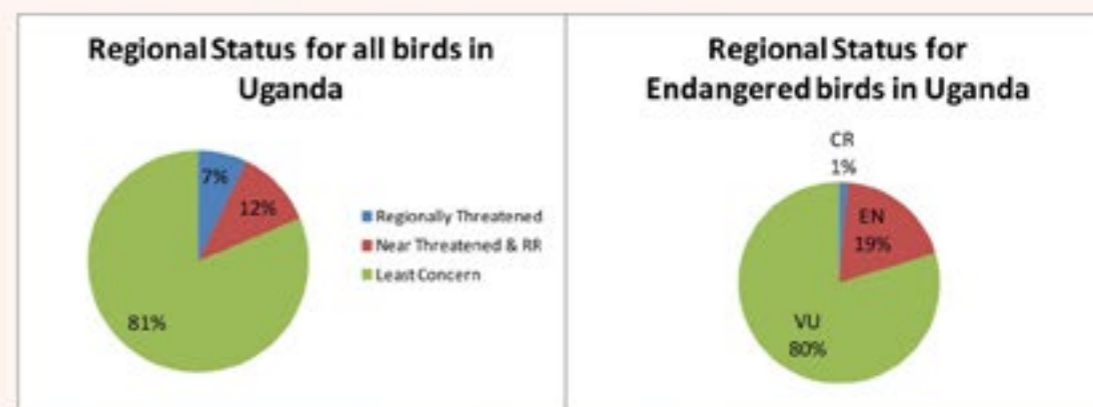 Regional Status for all birds in
Uganda
7%
12%
81%
Regionally Threatened
Near Threatened & RR
Least Concern
Regional Status for
Endangered birds in Uganda
CR
1%
EN
19%
VU
80%